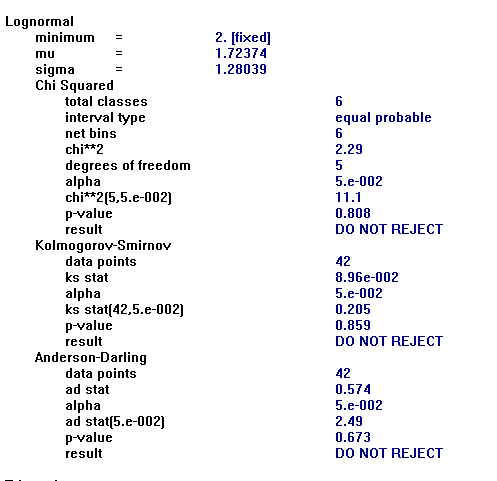 Lognormal
minimum = 2. [fixed]
mu = 1.72374
sigma = 1.28039
Chi Squared
total classes 6
interval type equal probable
net bins 6
chi**2 2.29
degrees of freedom 5
alpha 5.e-002
chi**2(5,5.e-002) 11.1
p-value 0.808
result DO NOT REJECT
Kolmogorov-Smirnov
data points 42
ks stat 8.96e-002
alpha 5.e-002
ks stat(42,5.e-002) 0.205
p-value 0.859
result DO NOT REJECT
Anderson-Darling
data points 42
ad stat 0.574
alpha 5.e-002
ad stat(5.e-002) 2.49
p-value 0.673
result DO NOT REJECT